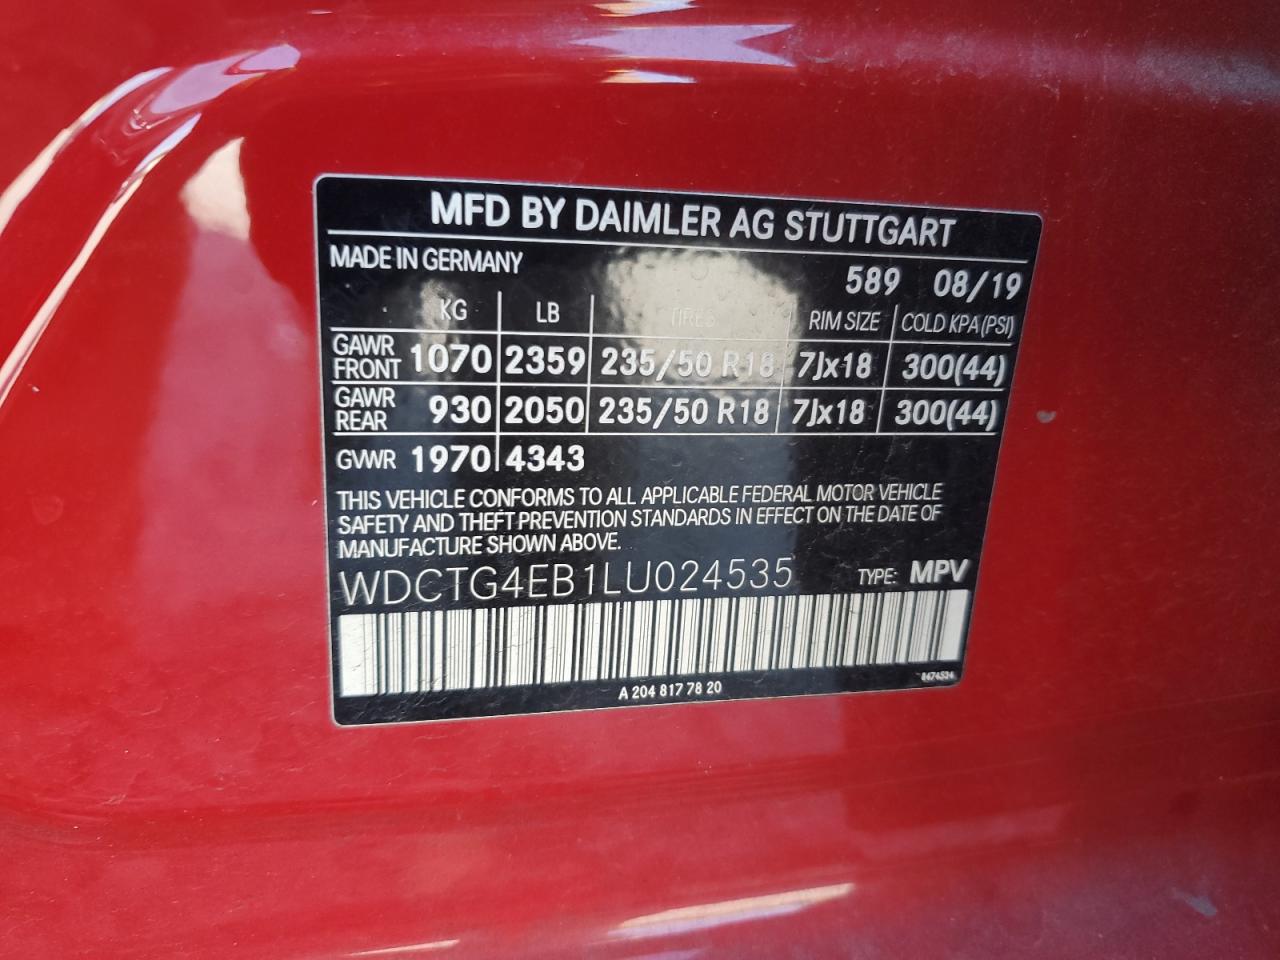 MFD BY DAIMLER AG STUTTGART
MADE IN GERMANY 589 08/19
KG LB TIRES RIM SIZE COLD KPA (PSI)
GAWR FRONT 1070 2359 235/50 R18 7Jx18 300(44)
GAWR REAR 930 2050 235/50 R18 7Jx18 300(44)
GVWR 1970 4343
THIS VEHICLE CONFORMS TO ALL APPLICABLE FEDERAL MOTOR VEHICLE
SAFETY AND THEFT PREVENTION STANDARDS IN EFFECT ON THE DATE OF
MANUFACTURE SHOWN ABOVE.
WDCTG4EB1LU024535 TYPE: MPV
A 204 817 78 20